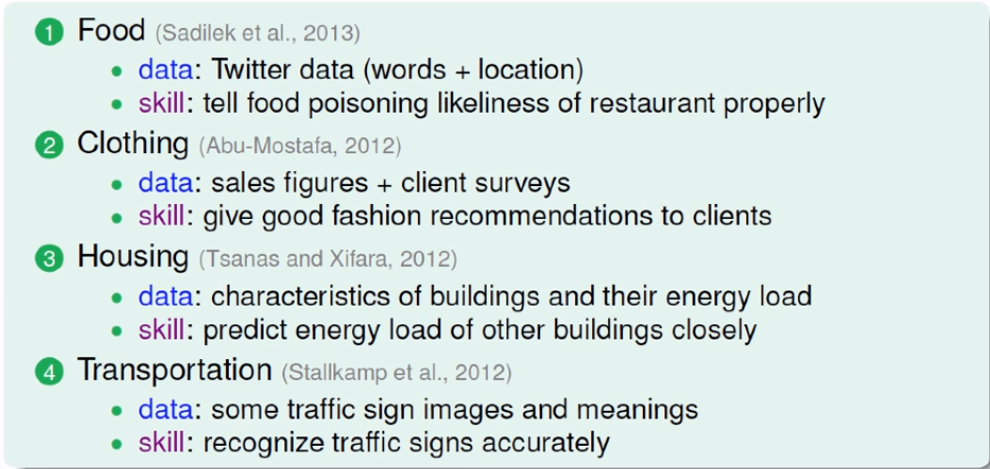 1 Food (Sadilek et al., 2013)
• data: Twitter data (words + location)
• skill: tell food poisoning likeliness of restaurant properly
2 Clothing (Abu-Mostafa, 2012)
• data: sales figures + client surveys
• skill: give good fashion recommendations to clients
3 Housing (Tsanas and Xifara, 2012)
• data: characteristics of buildings and their energy load
• skill: predict energy load of other buildings closely
4 Transportation (Stallkamp et al., 2012)
• data: some traffic sign images and meanings
• skill: recognize traffic signs accurately